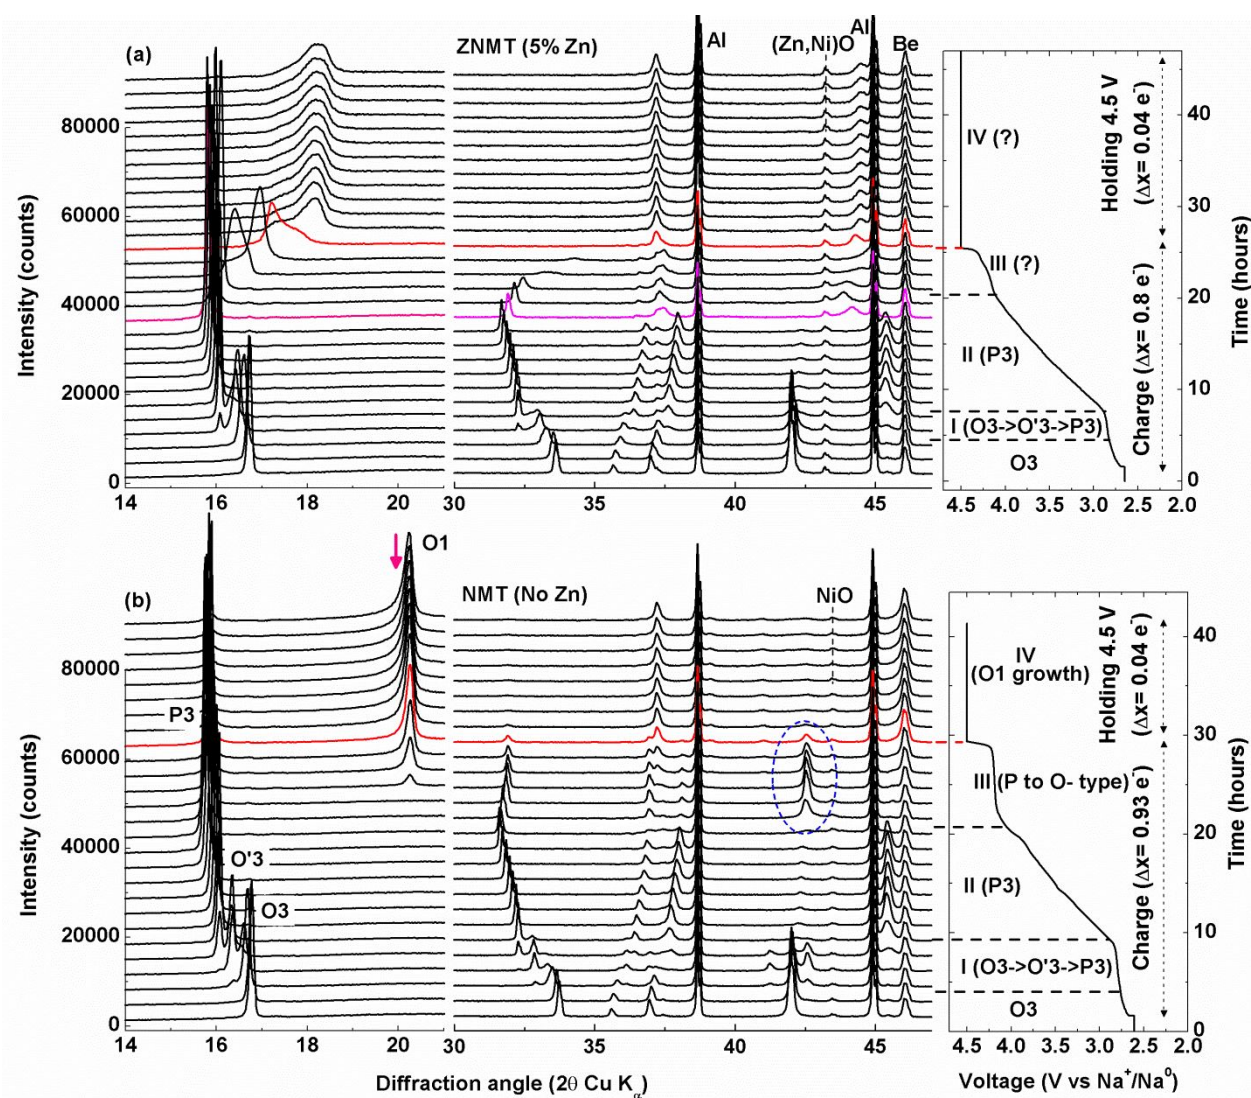 (a)
ZNMT (5% Zn)
Al
(Zn,Ni)O
Al
Be
Intensity (counts)
80000
60000
40000
20000
0
14
16
18
20
30
35
40
45
IV (?)
III (?)
II (P3)
I (O3->O'3->P3)
O3
Holding 4.5 V
(Δx= 0.04 e⁻)
Charge (Δx= 0.8 e⁻)
40
30
20
10
0
Time (hours)
4.5 4.0 3.5 3.0 2.5 2.0
(b)
O1
NMT (No Zn)
NiO
P3
O'3
O3
Intensity (counts)
80000
60000
40000
20000
0
14
16
18
20
30
35
40
45
Diffraction angle (2θ Cu Kα)
IV
(O1 growth)
III (P to O- type)
II (P3)
I (O3->O'3->P3)
O3
Holding 4.5 V
(Δx= 0.04 e⁻)
Charge (Δx= 0.93 e⁻)
40
30
20
10
0
Time (hours)
4.5 4.0 3.5 3.0 2.5 2.0
Voltage (V vs Na⁺/Na⁰)